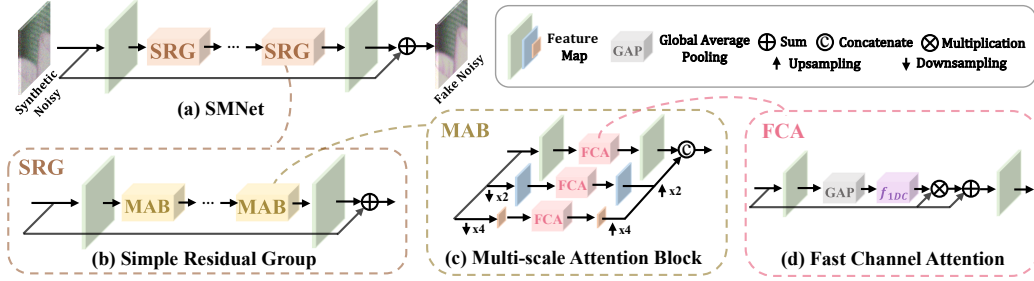 Synthetic
Noisy
SRG
...
SRG
Fake Noisy
(a) SMNet
Feature
Map
GAP
Global Average
Pooling
Sum
C Concatenate
Multiplication
Upsampling
Downsampling
SRG
MAB
...
MAB
(b) Simple Residual Group
MAB
FCA
C
x2
FCA
x2
x4
FCA
x4
(c) Multi-scale Attention Block
FCA
GAP
f1DC
(d) Fast Channel Attention